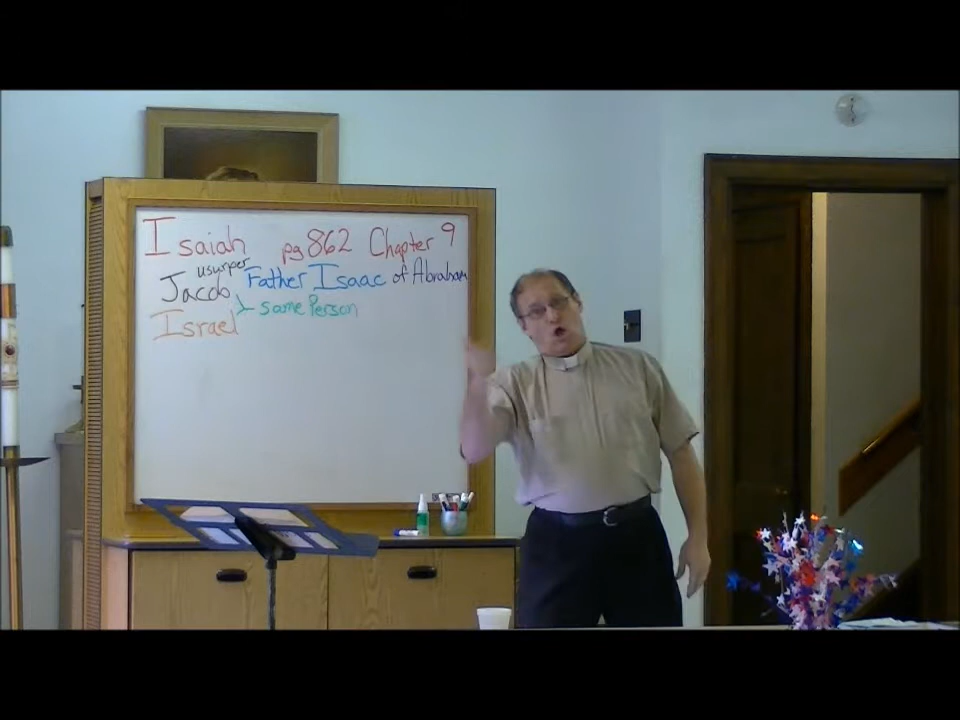 Isaiah pg 862 Chapter 9
usurper
Jacob Father Isaac of Abraham
Israel > same Person